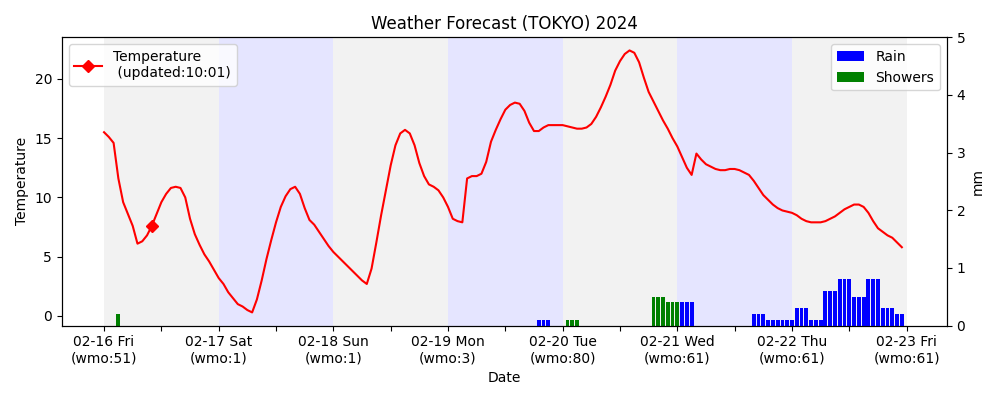 Weather Forecast (TOKYO) 2024
Temperature
(updated:10:01)
Rain
Showers
Temperature
20
15
10
5
0
5
4
3
2
1
0
mm
02-16 Fri
(wmo:51)
02-17 Sat
(wmo:1)
02-18 Sun
(wmo:1)
02-19 Mon
(wmo:3)
02-20 Tue
(wmo:80)
02-21 Wed
(wmo:61)
02-22 Thu
(wmo:61)
02-23 Fri
(wmo:61)
Date